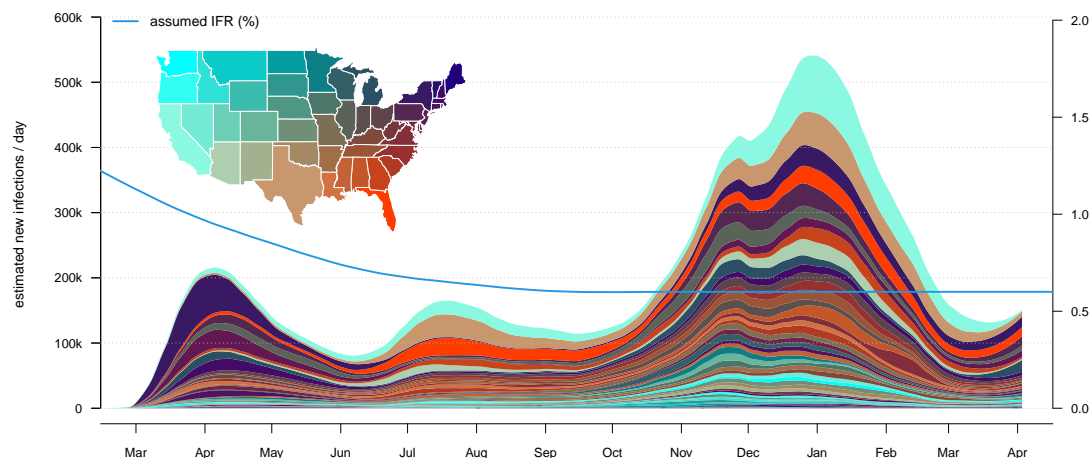 600k
assumed IFR (%)
2.0
500k
1.5
400k
estimated new infections / day
300k
1.0
200k
0.5
100k
0
0.0
Mar Apr May Jun Jul Aug Sep Oct Nov Dec Jan Feb Mar Apr